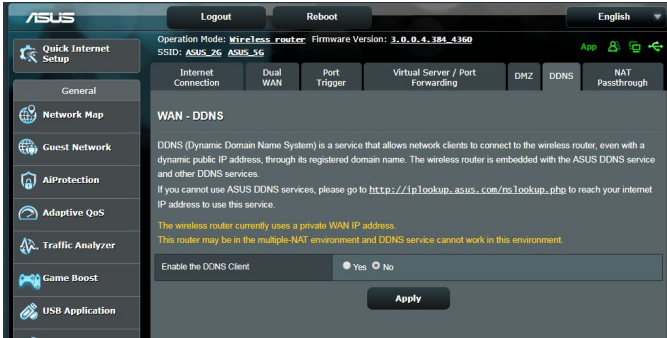 ASUS
Logout
Reboot
English
Quick Internet Setup
Operation Mode: Wireless router Firmware Version: 3.0.0.4.384_4360
SSID: ASUS_2G ASUS_5G
App
Internet Connection
Dual WAN
Port Trigger
Virtual Server / Port Forwarding
DMZ
DDNS
NAT Passthrough
General
Network Map
Guest Network
AiProtection
Adaptive QoS
Traffic Analyzer
Game Boost
USB Application
WAN - DDNS
DDNS (Dynamic Domain Name System) is a service that allows network clients to connect to the wireless router, even with a
dynamic public IP address, through its registered domain name. The wireless router is embedded with the ASUS DDNS service
and other DDNS services.
If you cannot use ASUS DDNS services, please go to http://iplookup.asus.com/nslookup.php to reach your internet
IP address to use this service.
The wireless router currently uses a private WAN IP
address.
This router may be in the multiple-NAT environment and DDNS service cannot work in this environment.
Enable the DDNS Client
Yes No
Apply